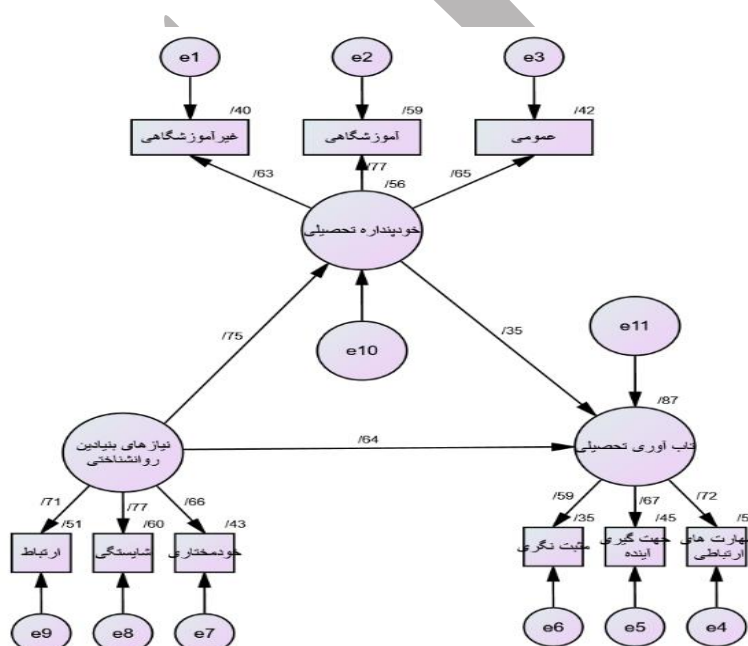 e1
e2
e3
/40
/59
/42
غیرآموزشگاهی
آموزشگاهی
عمومی
/63
/77
/65
/56
خودپنداره تحصیلی
e10
/75
/35
e11
/87
نیازهای بنیادین
روانشناختی
/64
تاب آوری تحصیلی
/71
/77
/66
/59
/67
/72
/51
/60
/43
/35
/45
ارتباط
شایستگی
خودمختاری
مثبت نگری
جهت گیری
آینده
مهارت های
ارتباطی
e9
e8
e7
e6
e5
e4